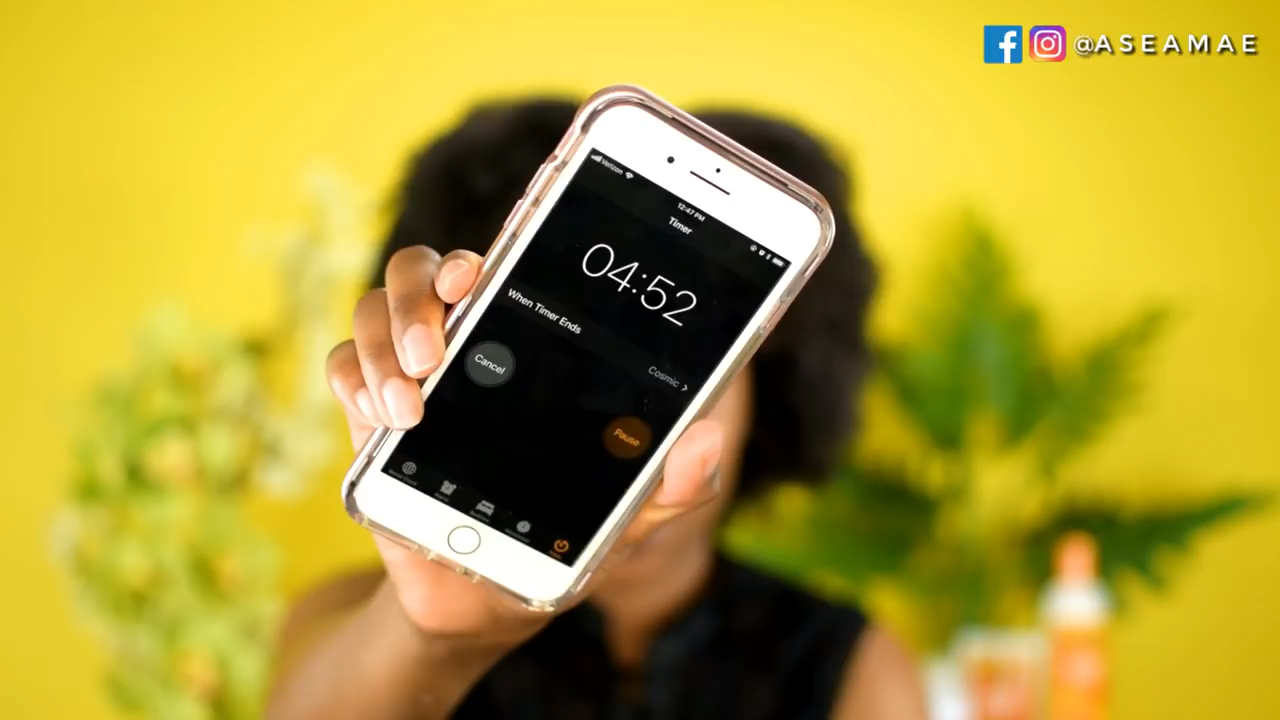 @ASEAMAE
Verizon
12:47 PM
Timer
04:52
When Timer Ends
Cosmic
Cancel
Pause